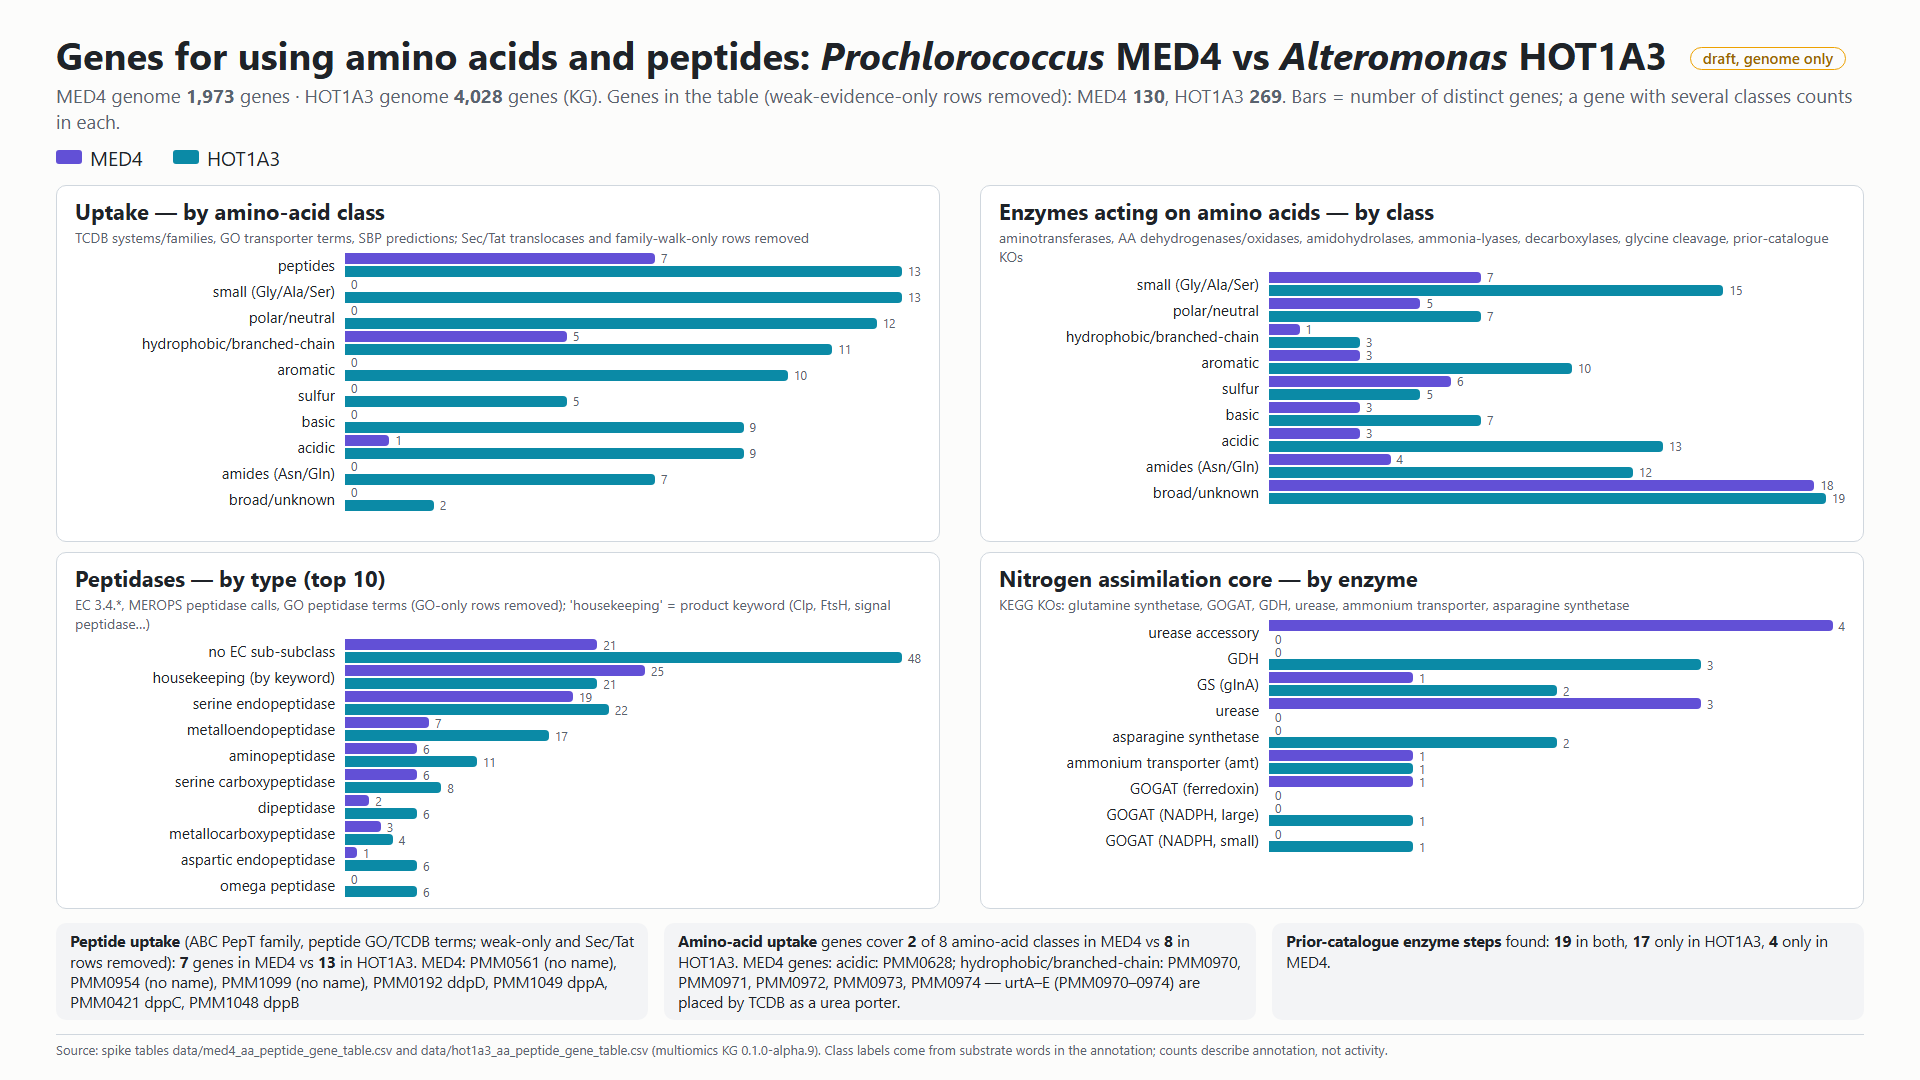 Genes for using amino acids and peptides: Prochlorococcus MED4 vs Alteromonas HOT1A3
draft, genome only
MED4 genome 1,973 genes · HOT1A3 genome 4,028 genes (KG). Genes in the table (weak-evidence-only rows removed): MED4 130, HOT1A3 269. Bars = number of distinct genes; a gene with several classes counts
in each.
MED4 HOT1A3
Uptake — by amino-acid class
TCDB systems/families, GO transporter terms, SBP predictions; Sec/Tat translocases and family-walk-only rows removed
peptides 7 13
small (Gly/Ala/Ser) 0 13
polar/neutral 0 12
hydrophobic/branched-chain 5 11
aromatic 0 10
sulfur 0 5
basic 0 9
acidic 1 9
amides (Asn/Gln) 0 7
broad/unknown 0 2
Enzymes acting on amino acids — by class
aminotransferases, AA dehydrogenases/oxidases, amidohydrolases, ammonia-lyases, decarboxylases, glycine cleavage, prior-catalogue
KOs
small (Gly/Ala/Ser) 7 15
polar/neutral 5 7
hydrophobic/branched-chain 1 3
aromatic 3 10
sulfur 6 5
basic 3 7
acidic 3 13
amides (Asn/Gln) 4 12
broad/unknown 18 19
Peptidases — by type (top 10)
EC 3.4.*, MEROPS peptidase calls, GO peptidase terms (GO-only rows removed); 'housekeeping' = product keyword (Clp, FtsH, signal
peptidase...)
no EC sub-subclass 21 48
housekeeping (by keyword) 25 21
serine endopeptidase 19 22
metalloendopeptidase 7 17
aminopeptidase 6 11
serine carboxypeptidase 6 8
dipeptidase 2 6
metallocarboxypeptidase 3 4
aspartic endopeptidase 1 6
omega peptidase 0 6
Nitrogen assimilation core — by enzyme
KEGG KOs: glutamine synthetase, GOGAT, GDH, urease, ammonium transporter, asparagine synthetase
urease accessory 4 0
GDH 0 3
GS (glnA) 1 2
urease 3 0
asparagine synthetase 0 2
ammonium transporter (amt) 1 1
GOGAT (ferredoxin) 1 0
GOGAT (NADPH, large) 0 1
GOGAT (NADPH, small) 0 1
Peptide uptake (ABC PepT family, peptide GO/TCDB terms; weak-only and Sec/Tat
rows removed): 7 genes in MED4 vs 13 in HOT1A3. MED4: PMM0561 (no name),
PMM0954 (no name), PMM1099 (no name), PMM0192 ddpD, PMM1049 dppA,
PMM0421 dppC, PMM1048 dppB
Amino-acid uptake genes cover 2 of 8 amino-acid classes in MED4 vs 8 in
HOT1A3. MED4 genes: acidic: PMM0628; hydrophobic/branched-chain: PMM0970,
PMM0971, PMM0972, PMM0973, PMM0974 — urtA–E (PMM0970–0974) are
placed by TCDB as a urea porter.
Prior-catalogue enzyme steps found: 19 in both, 17 only in HOT1A3, 4 only in
MED4.
Source: spike tables data/med4_aa_peptide_gene_table.csv and data/hot1a3_aa_peptide_gene_table.csv (multiomics KG 0.1.0-alpha.9). Class labels come from substrate words in the annotation; counts describe annotation, not activity.